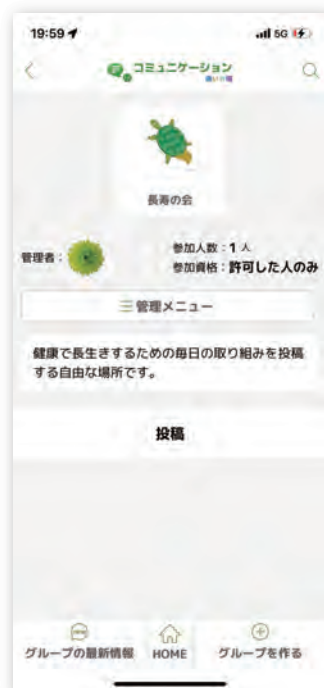 19:59
5G
コミュニケーション
長寿の会
管理者：
参加人数：1 人
参加資格：許可した人のみ
管理メニュー
健康で長生きするための毎日の取り組みを投稿
する自由な場所です。
投稿
グループの最新情報
HOME
グループを作る